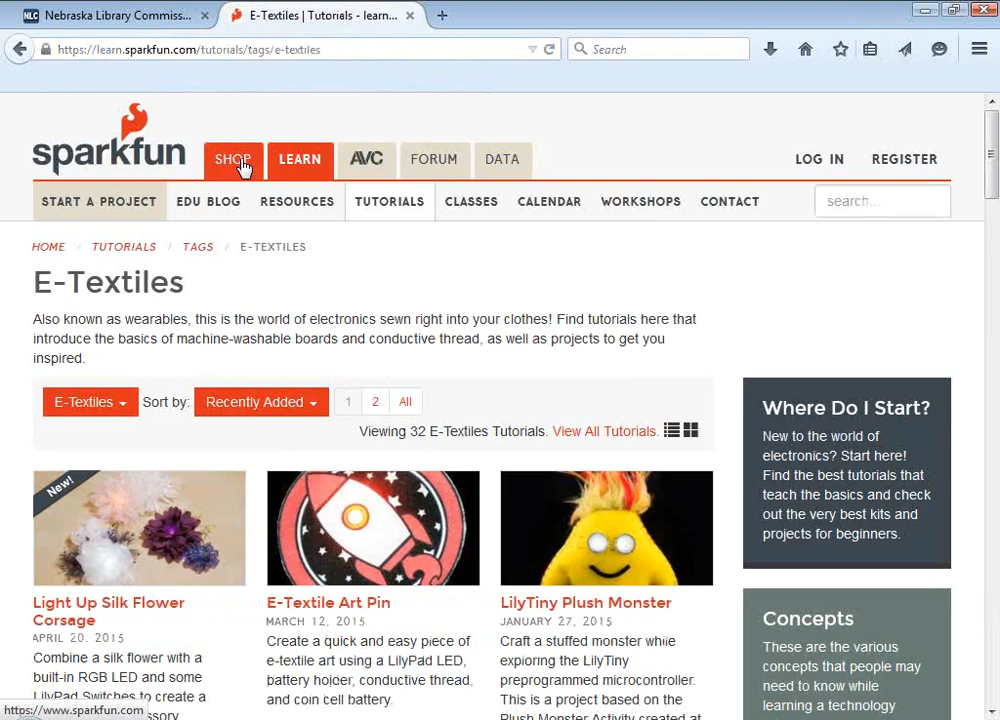 Nebraska Library Commiss...
E-Textiles | Tutorials - learn...
https://learn.sparkfun.com/tutorials/tags/e-textiles
Search
sparkfun
SHOP
LEARN
AVC
FORUM
DATA
LOG IN
REGISTER
START A PROJECT
EDU BLOG
RESOURCES
TUTORIALS
CLASSES
CALENDAR
WORKSHOPS
CONTACT
search...
HOME / TUTORIALS / TAGS / E-TEXTILES
E-Textiles
Also known as wearables, this is the world of electronics sewn right into your clothes! Find tutorials here that
introduce the basics of machine-washable boards and conductive thread, as well as projects to get you
inspired.
E-Textiles
Sort by:
Recently Added
1
2
All
Viewing 32 E-Textiles Tutorials. View All Tutorials.
New!
Light Up Silk Flower
Corsage
APRIL 20, 2015
Combine a silk flower with a
built-in RGB LED and some
LilyPad Switches to create a
E-Textile Art Pin
MARCH 12, 2015
Create a quick and easy piece of
e-textile art using a LilyPad LED,
battery holder, conductive thread,
and coin cell battery.
LilyTiny Plush Monster
JANUARY 27, 2015
Craft a stuffed monster while
exploring the LilyTiny
preprogrammed microcontroller.
This is a project based on the
Plush Monster Activity created at
Where Do I Start?
New to the world of
electronics? Start here!
Find the best tutorials that
teach the basics and check
out the very best kits and
projects for beginners.
Concepts
These are the various
concepts that people may
need to know while
learning a technology
https://www.sparkfun.com